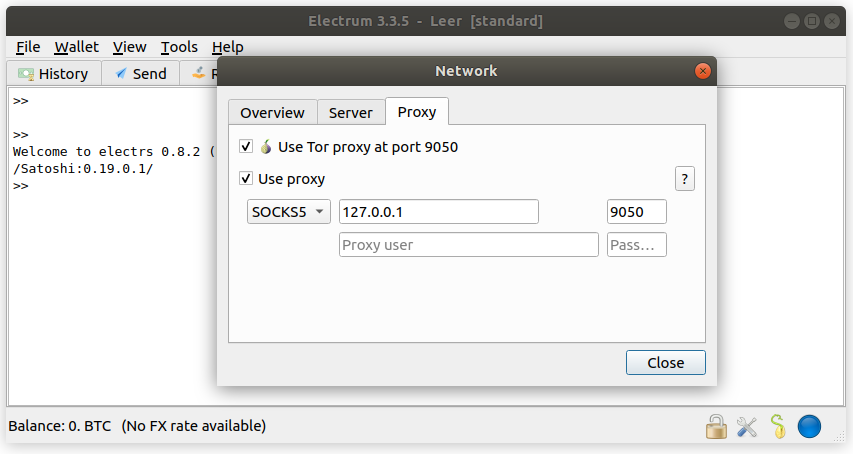 Electrum 3.3.5 - Leer [standard]
File Wallet View Tools Help
History Send
Network
Overview Server Proxy
Use Tor proxy at port 9050
Use proxy ?
SOCKS5 127.0.0.1 9050
Proxy user Pass…
Close
>>
>>
Welcome to electrs 0.8.2 (
/Satoshi:0.19.0.1/
>>
Balance: 0. BTC (No FX rate available)